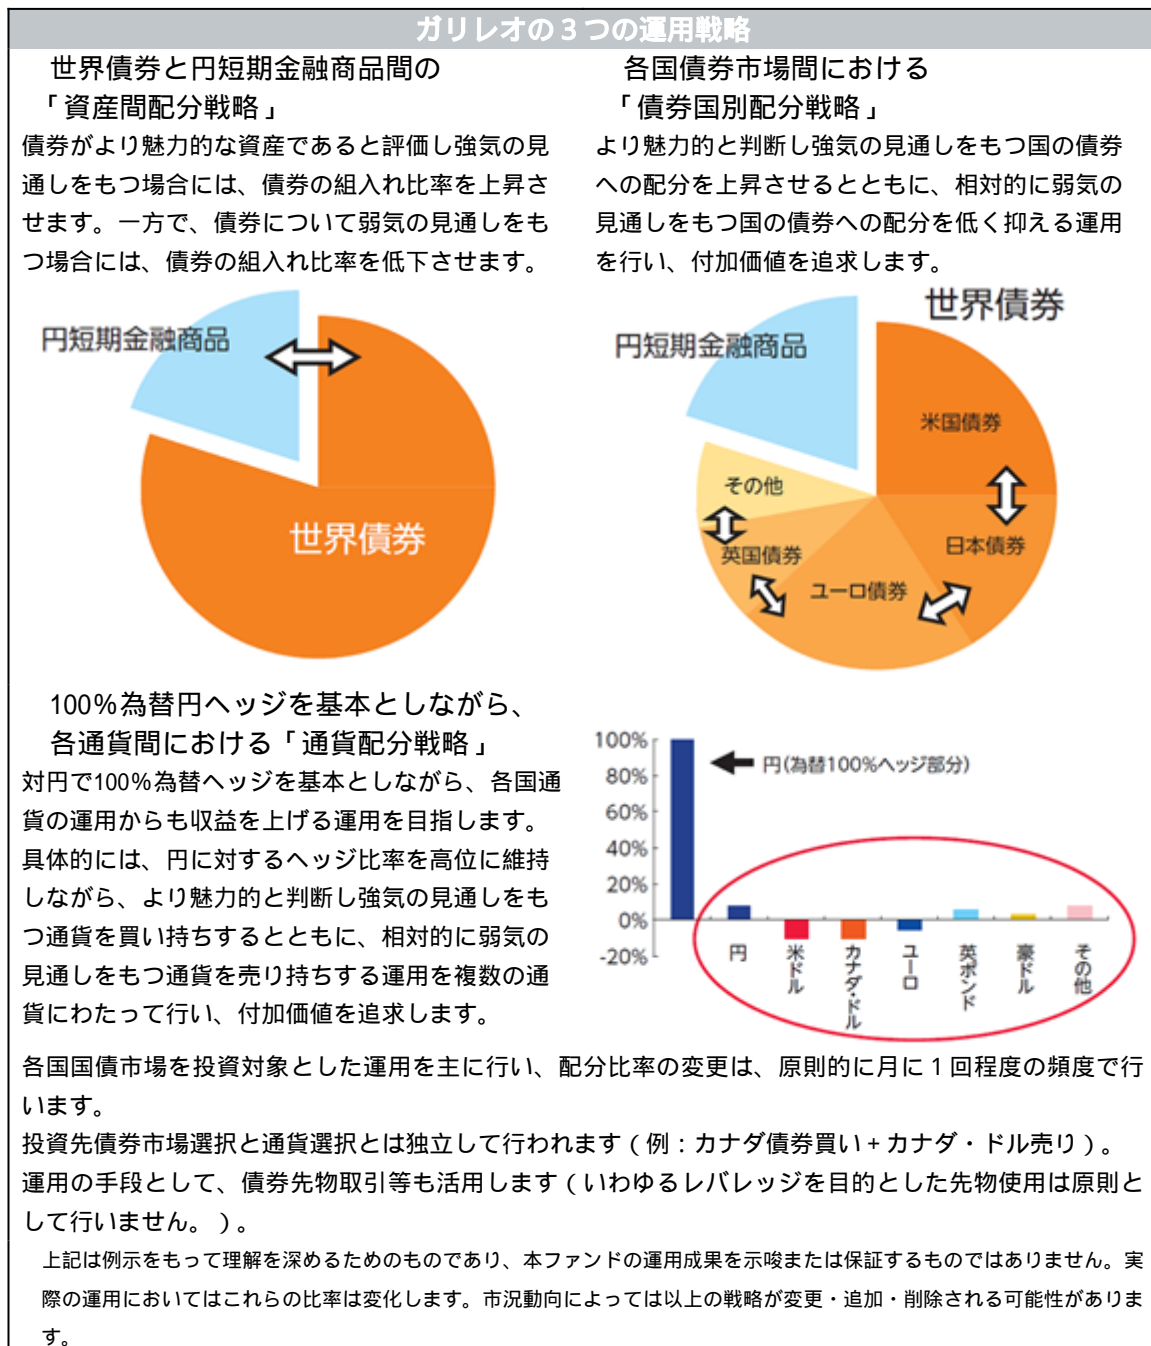 ガリレオの３つの運用戦略
世界債券と円短期金融商品間の
「資産間配分戦略」
債券がより魅力的な資産であると評価し強気の見
通しをもつ場合には、債券の組入れ比率を上昇さ
せます。一方で、債券について弱気の見通しをも
つ場合には、債券の組入れ比率を低下させます。
円短期金融商品
世界債券
各国債券市場間における
「債券国別配分戦略」
より魅力的と判断し強気の見通しをもつ国の債券
への配分を上昇させるとともに、相対的に弱気の
見通しをもつ国の債券への配分を低く抑える運用
を行い、付加価値を追求します。
世界債券
円短期金融商品
米国債券
その他
日本債券
英国債券
ユーロ債券
100％為替円ヘッジを基本としながら、
各通貨間における「通貨配分戦略」
対円で100％為替ヘッジを基本としながら、各国通
貨の運用からも収益を上げる運用を目指します。
具体的には、円に対するヘッジ比率を高位に維持
しながら、より魅力的と判断し強気の見通しをも
つ通貨を買い持ちするとともに、相対的に弱気の
見通しをもつ通貨を売り持ちする運用を複数の通
貨にわたって行い、付加価値を追求します。
100%
80%
60%
40%
20%
0%
-20%
円(為替100%ヘッジ部分)
円
米ドル
カナダ・ドル
ユーロ
英ポンド
豪ドル
その他
各国国債市場を投資対象とした運用を主に行い、配分比率の変更は、原則的に月に１回程度の頻度で行
います。
投資先債券市場選択と通貨選択とは独立して行われます（例：カナダ債券買い＋カナダ・ドル売り）。
運用の手段として、債券先物取引等も活用します（いわゆるレバレッジを目的とした先物使用は原則と
して行いません。）。
上記は例示をもって理解を深めるためのものであり、本ファンドの運用成果を示唆または保証するものではありません。実
際の運用においてはこれらの比率は変化します。市況動向によっては以上の戦略が変更・追加・削除される可能性がありま
す。